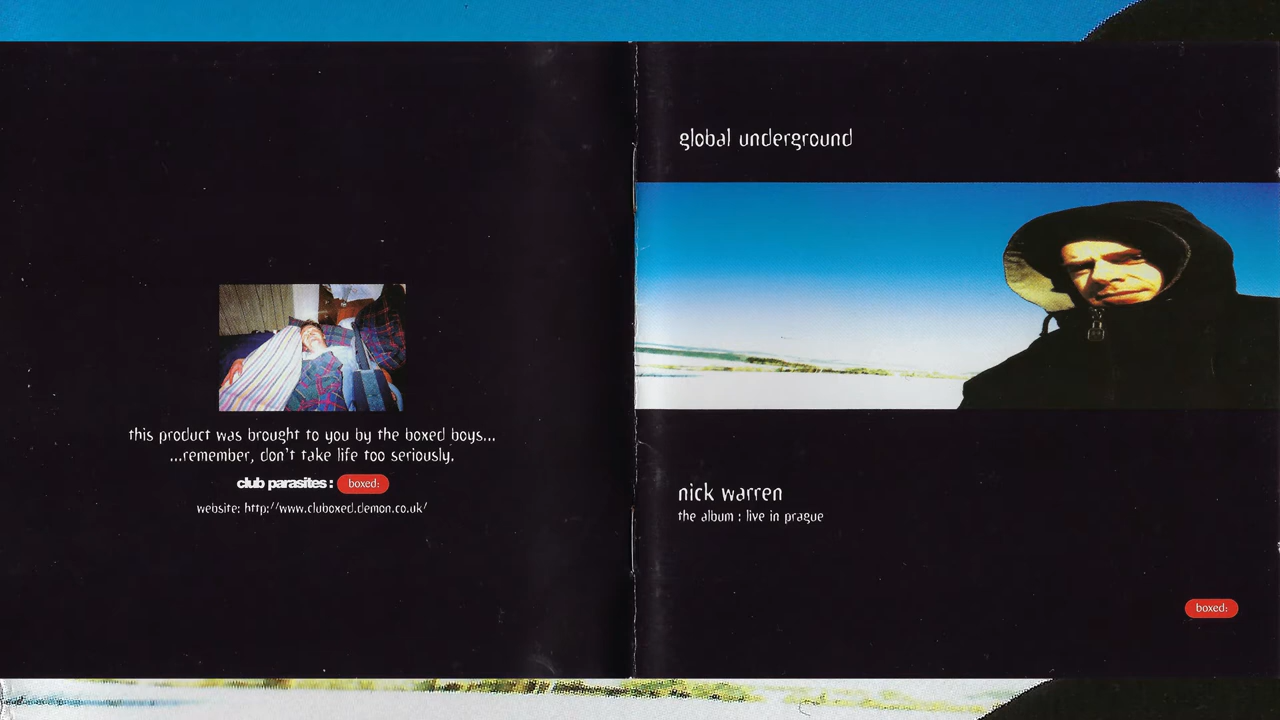 this product was brought to you by the boxed boys...
...remember, don't take life too seriously.
club parasites : boxed:
website: http://www.cluboxed.demon.co.uk/
global underground
nick warren
the album : live in prague
boxed: